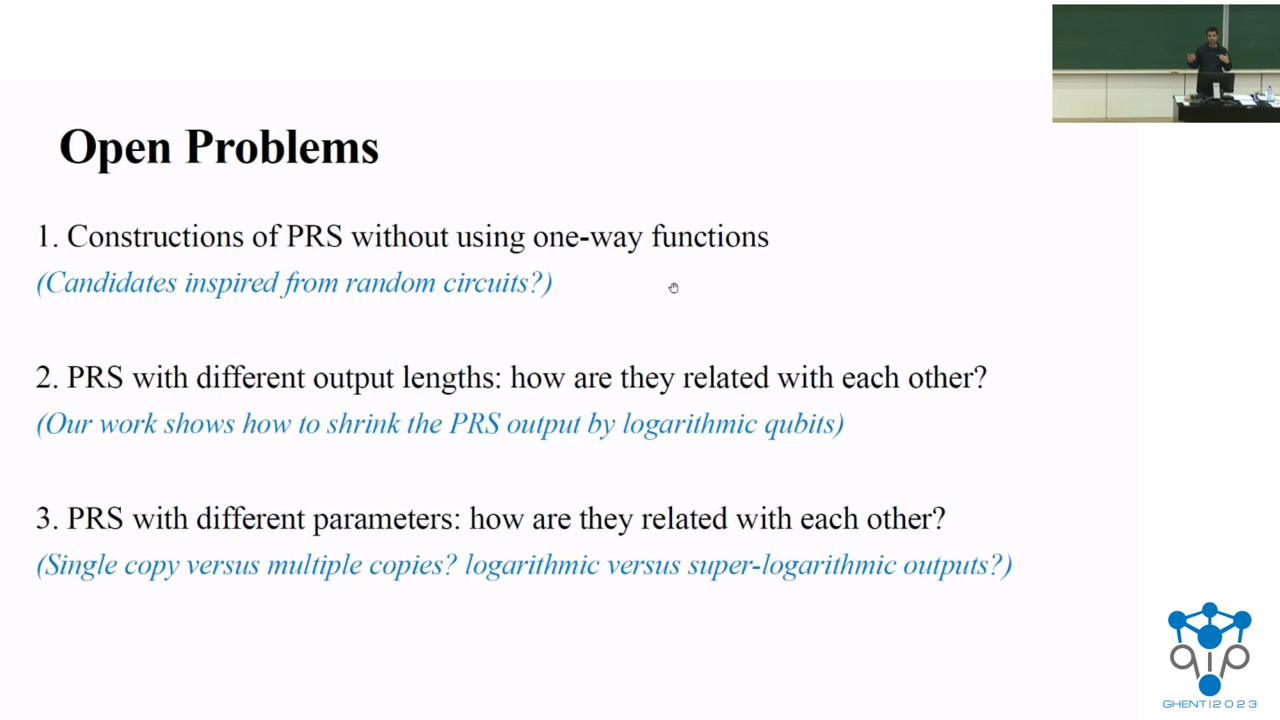 Open Problems
1. Constructions of PRS without using one-way functions
(Candidates inspired from random circuits?)
2. PRS with different output lengths: how are they related with each other?
(Our work shows how to shrink the PRS output by logarithmic qubits)
3. PRS with different parameters: how are they related with each other?
(Single copy versus multiple copies? logarithmic versus super-logarithmic outputs?)
qip
GHENT|2023